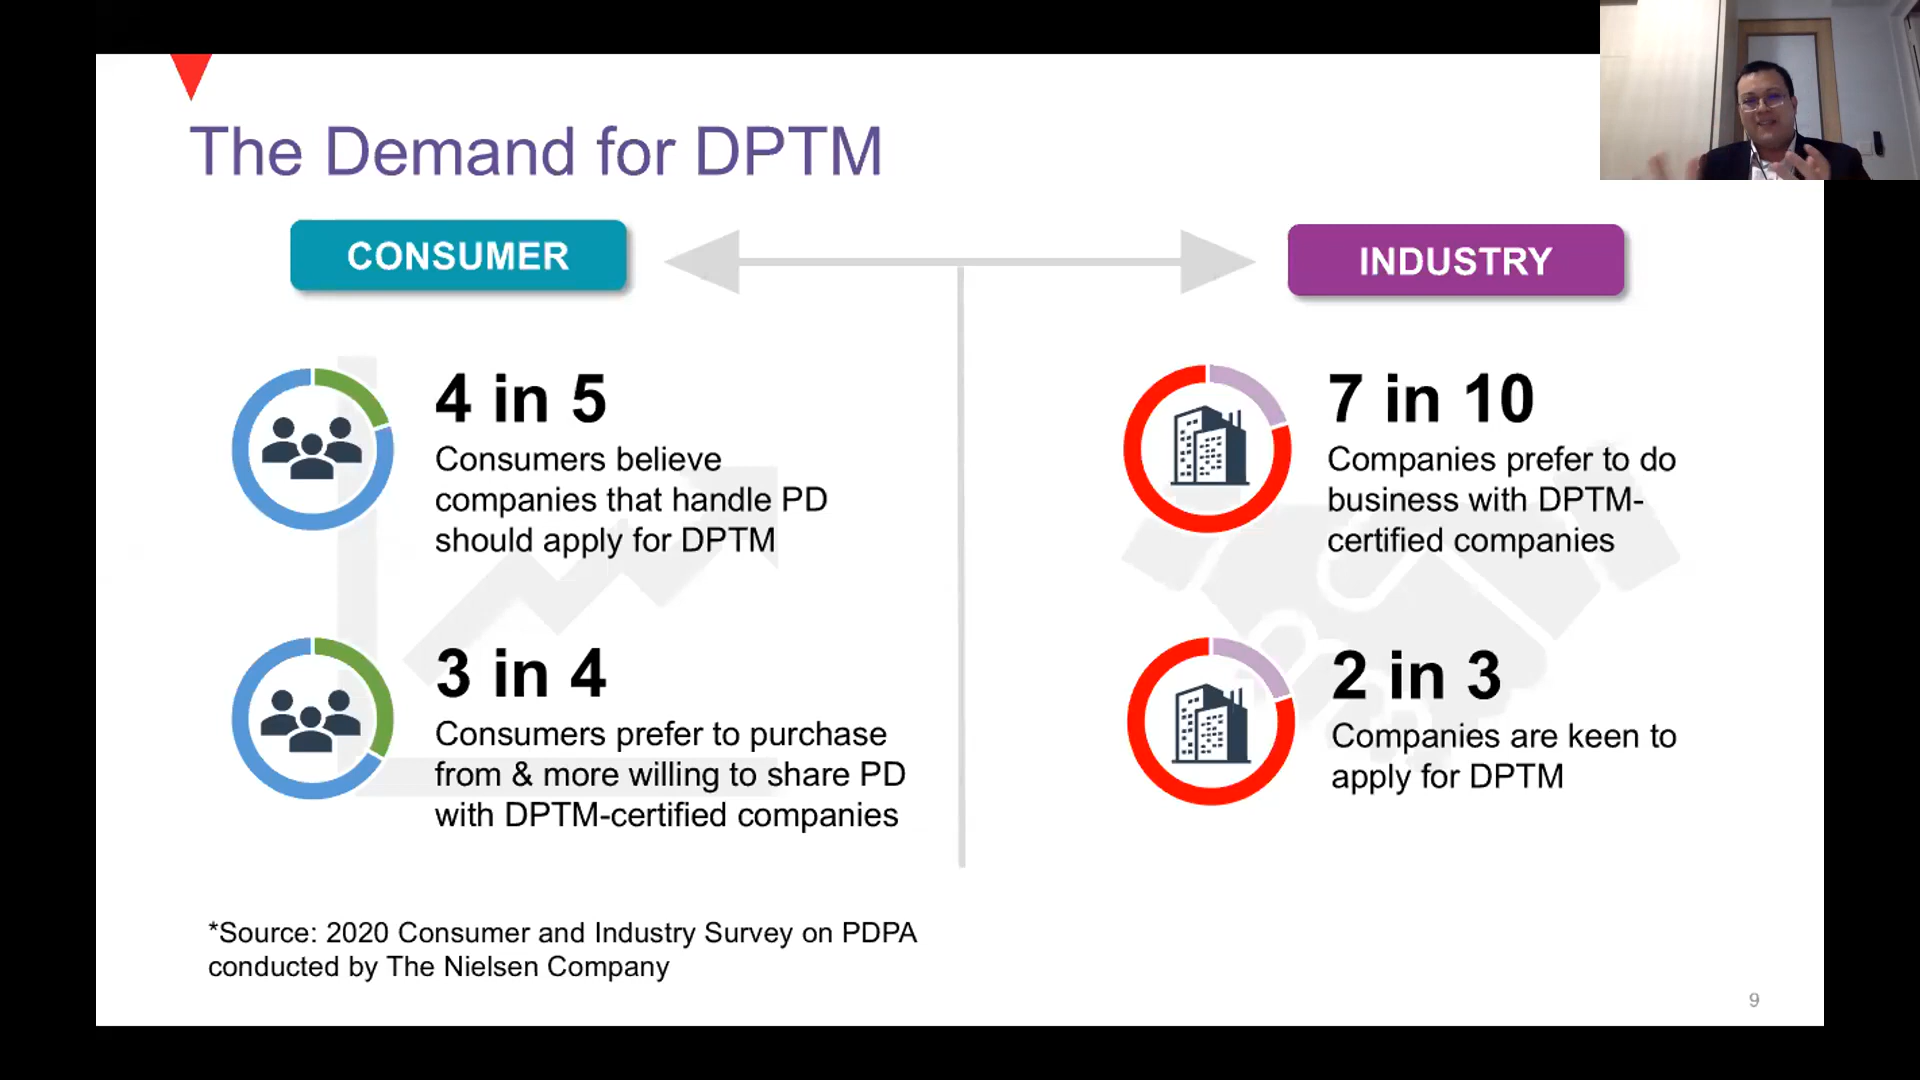 The Demand for DPTM
CONSUMER
INDUSTRY
4 in 5
Consumers believe
companies that handle PD
should apply for DPTM
3 in 4
Consumers prefer to purchase
from & more willing to share PD
with DPTM-certified companies
7 in 10
Companies prefer to do
business with DPTM-
certified companies
2 in 3
Companies are keen to
apply for DPTM
*Source: 2020 Consumer and Industry Survey on PDPA
conducted by The Nielsen Company
9